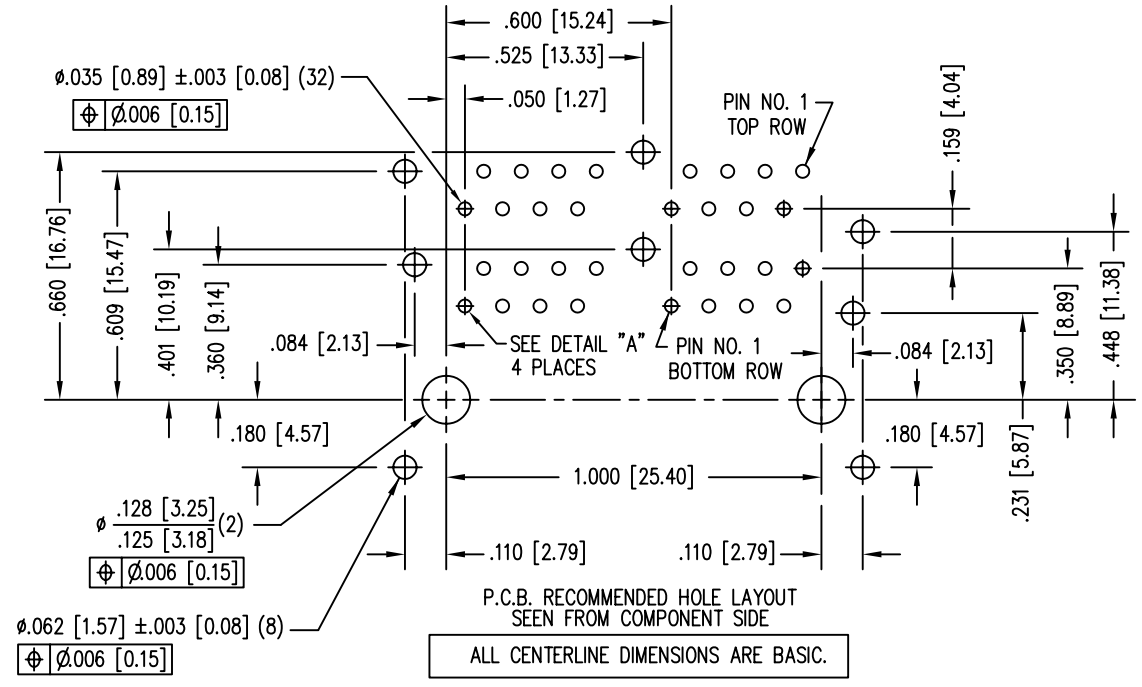 .600 [15.24]
.525 [13.33]
ø.035 [0.89] ±.003 [0.08] (32)
⌖ Ø.006 [0.15]
.050 [1.27]
PIN NO. 1
TOP ROW
.159 [4.04]
.660 [16.76]
.609 [15.47]
.401 [10.19]
.360 [9.14]
.084 [2.13]
SEE DETAIL "A"
4 PLACES
PIN NO. 1
BOTTOM ROW
.084 [2.13]
.350 [8.89]
.448 [11.38]
.180 [4.57]
.180 [4.57]
.231 [5.87]
1.000 [25.40]
ø .128 [3.25]
.125 [3.18] (2)
⌖ Ø.006 [0.15]
.110 [2.79]
.110 [2.79]
P.C.B. RECOMMENDED HOLE LAYOUT
SEEN FROM COMPONENT SIDE
ø.062 [1.57] ±.003 [0.08] (8)
⌖ Ø.006 [0.15]
ALL CENTERLINE DIMENSIONS ARE BASIC.